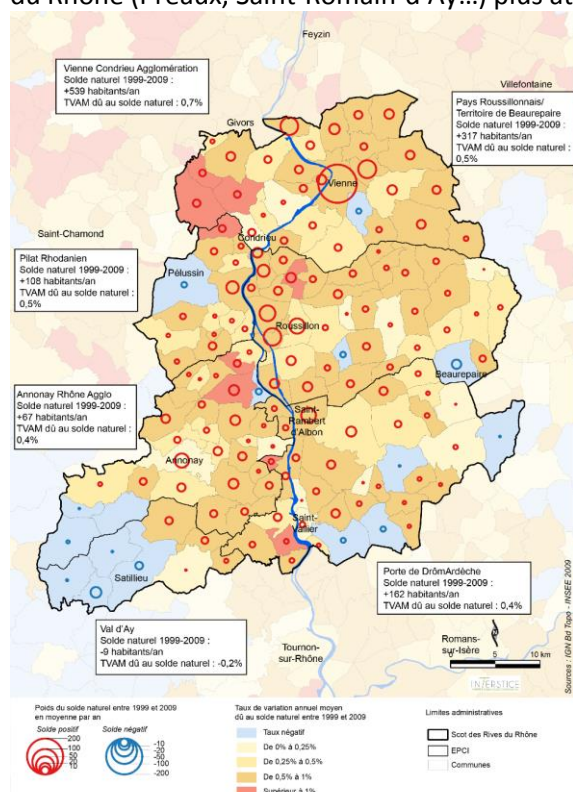 du Rhône (Préaux, Saint-Romain d'Ay…) plus at
Feyzin
Vienne Condrieu Agglomération
Solde naturel 1999-2009 :
+539 habitants/an
TVAM dû au solde naturel : 0,7%
Villefontaine
Pays Roussillonnais/
Territoire de Beaurepaire
Solde naturel 1999-2009 :
+317 habitants/an
TVAM dû au solde naturel :
0,5%
Givors
Vienne
Saint-Chamond
Condrieu
Pilat Rhodanien
Solde naturel 1999-2009 :
+108 habitants/an
TVAM dû au solde naturel :
0,5%
Pélussin
Roussillon
Beaurepaire
Annonay Rhône Agglo
Solde naturel 1999-2009 :
+67 habitants/an
TVAM dû au solde naturel :
0,4%
Saint-
Rambert
d'Albon
Annonay
Saint-
Vallier
Satillieu
Porte de DrômArdèche
Solde naturel 1999-2009 :
+162 habitants/an
TVAM dû au solde naturel : 0,4%
Val d'Ay
Solde naturel 1999-2009 :
-9 habitants/an
TVAM dû au solde naturel : -0,2%
Tournon-
sur-Rhône
Romans-
sur-Isère
0 5 10 km
INTERSTICE
Sources : IGN Bd Topo - INSEE 2009
Poids du solde naturel entre 1999 et 2009
en moyenne par an
Solde positif
Solde négatif
200
100
50
30
10
-10
-20
-50
-100
-200
Taux de variation annuel moyen
dû au solde naturel entre 1999 et 2009
Taux négatif
De 0% à 0,25%
De 0,25% à 0,5%
De 0,5% à 1%
Supérieur à 1%
Limites administratives
Scot des Rives du Rhône
EPCI
Communes